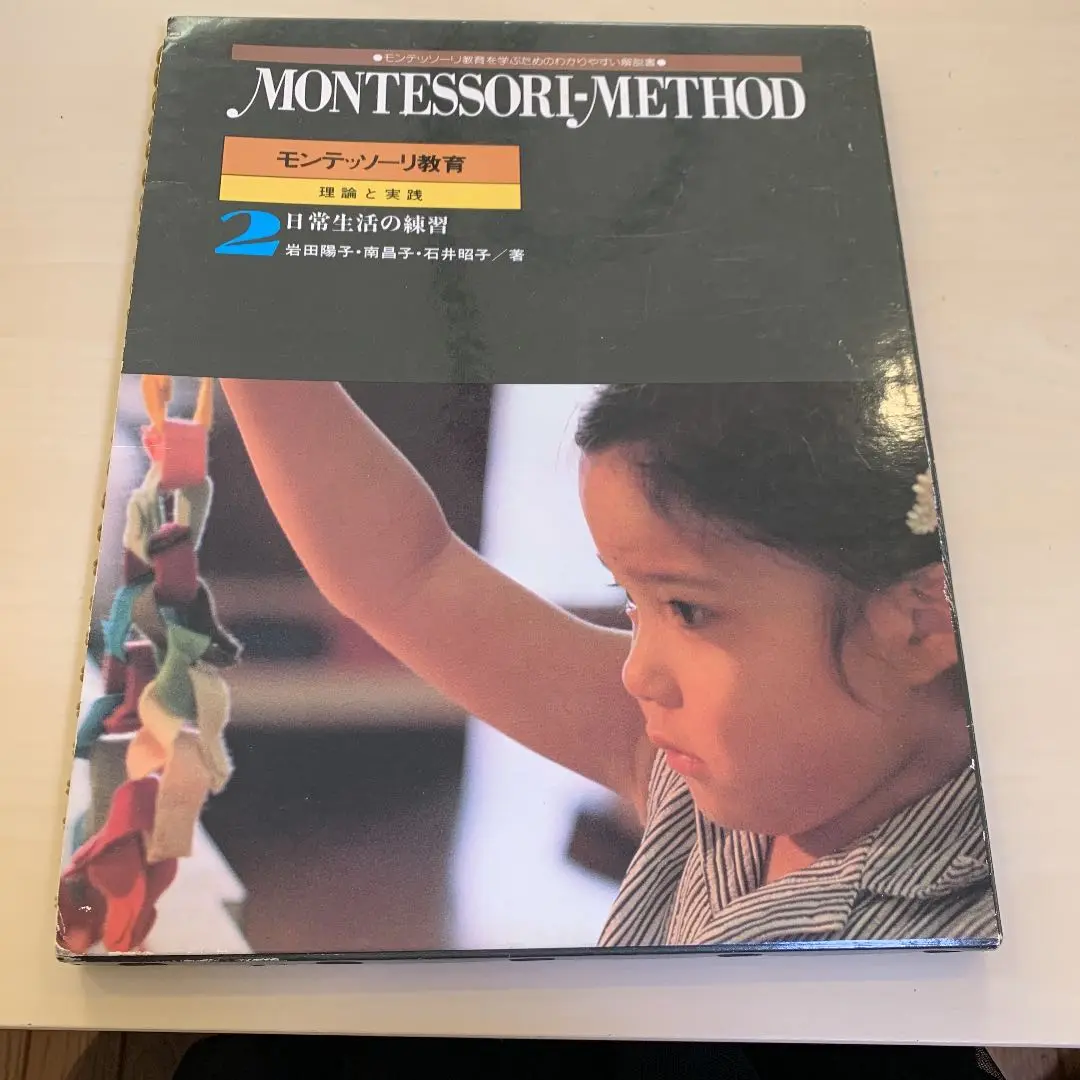 ●モンテッソーリ教育を学ぶためのわかりやすい解説書●
MONTESSORI-METHOD
モンテッソーリ教育
理論と実践
2 日常生活の練習
岩田陽子・南昌子・石井昭子／著